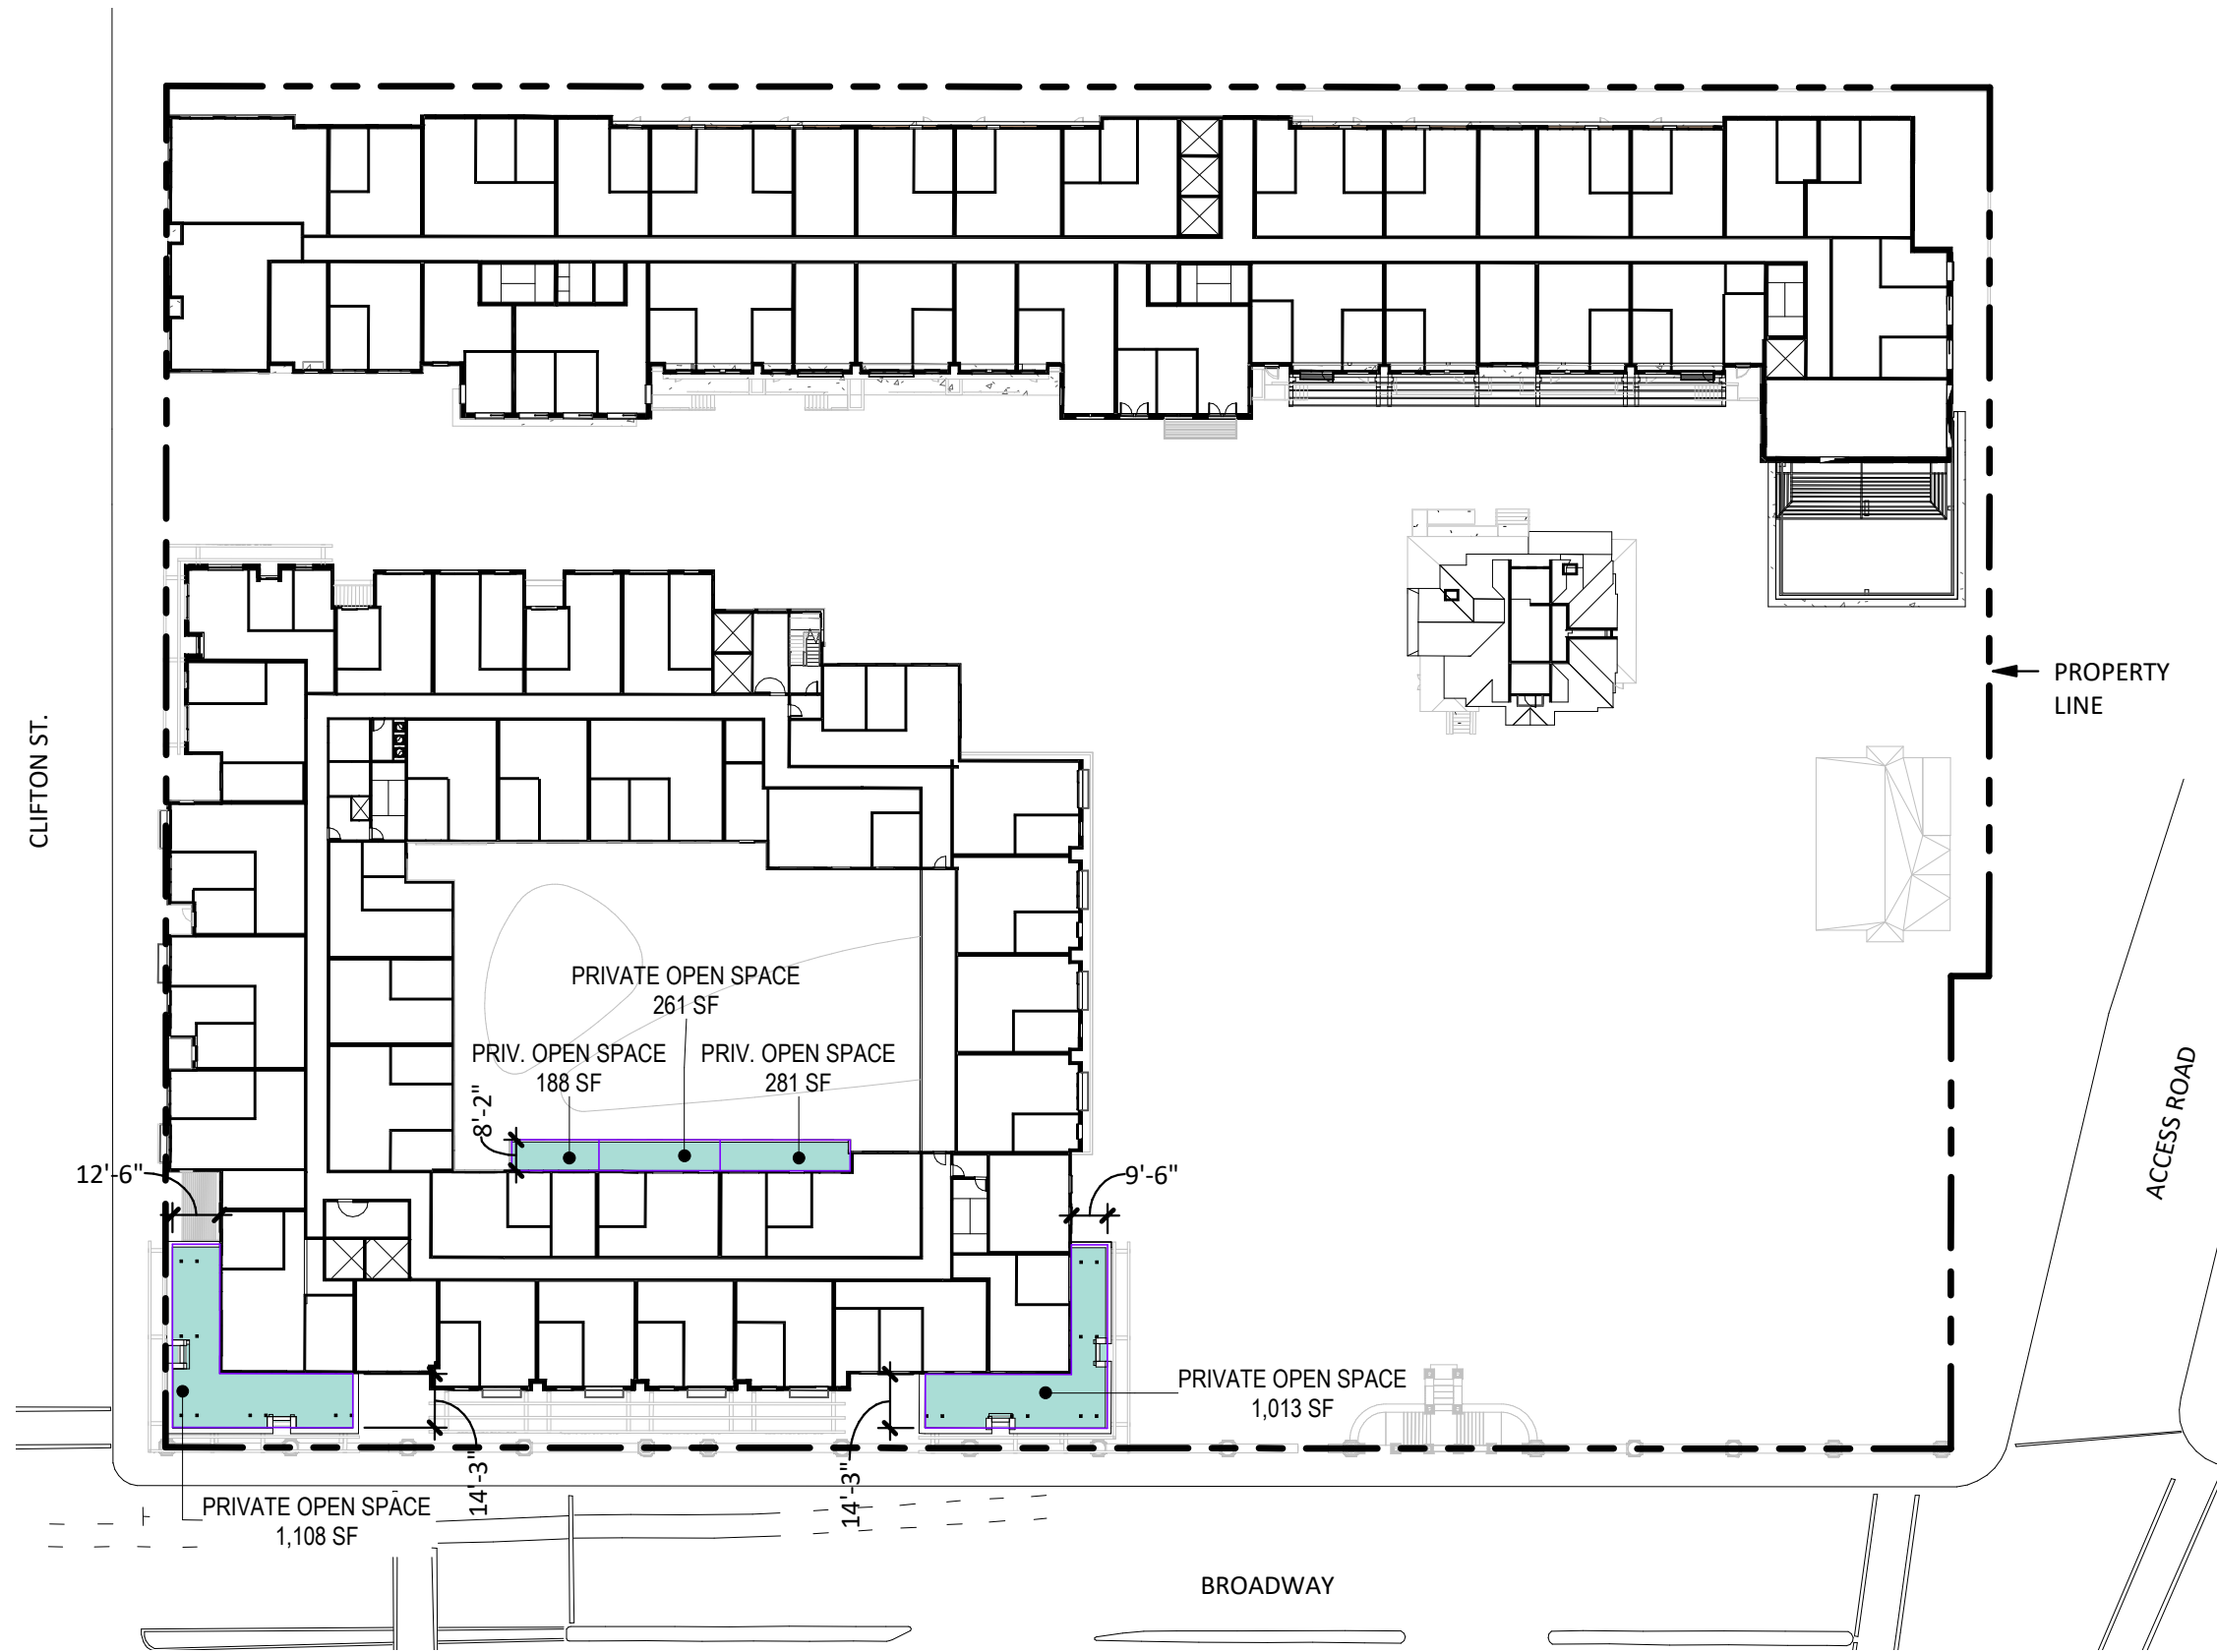 PROPERTY
LINE
CLIFTON ST.
PRIVATE OPEN SPACE
261 SF
PRIV. OPEN SPACE
188 SF
PRIV. OPEN SPACE
281 SF
8'-2"
12'-6"
9'-6"
ACCESS ROAD
PRIVATE OPEN SPACE
1,013 SF
14'-3"
14'-3"
PRIVATE OPEN SPACE
1,108 SF
BROADWAY